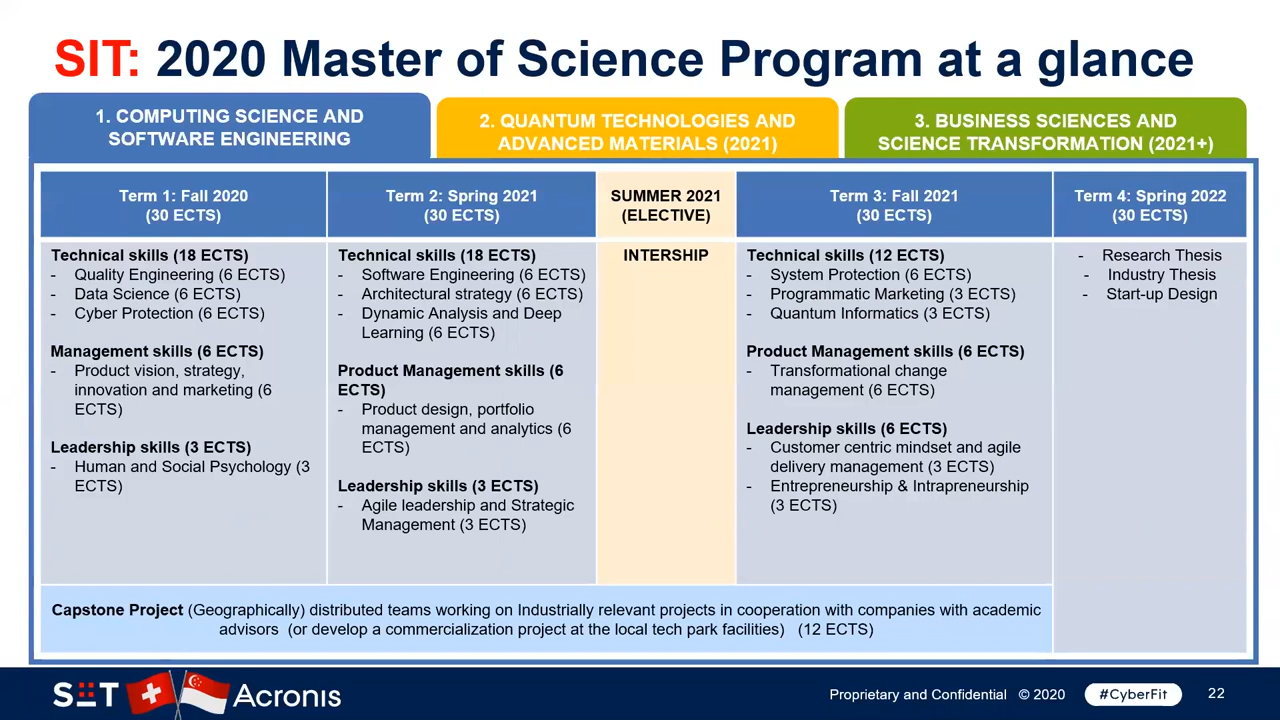 SIT: 2020 Master of Science Program at a glance
1. COMPUTING SCIENCE AND
SOFTWARE ENGINEERING
2. QUANTUM TECHNOLOGIES AND
ADVANCED MATERIALS (2021)
3. BUSINESS SCIENCES AND
SCIENCE TRANSFORMATION (2021+)
Term 1: Fall 2020
(30 ECTS)
Term 2: Spring 2021
(30 ECTS)
SUMMER 2021
(ELECTIVE)
Term 3: Fall 2021
(30 ECTS)
Term 4: Spring 2022
(30 ECTS)
Technical skills (18 ECTS)
- Quality Engineering (6 ECTS)
- Data Science (6 ECTS)
- Cyber Protection (6 ECTS)
Management skills (6 ECTS)
- Product vision, strategy,
innovation and marketing (6
ECTS)
Leadership skills (3 ECTS)
- Human and Social Psychology (3
ECTS)
Technical skills (18 ECTS)
- Software Engineering (6 ECTS)
- Architectural strategy (6 ECTS)
- Dynamic Analysis and Deep
Learning (6 ECTS)
Product Management skills (6
ECTS)
- Product design, portfolio
management and analytics (6
ECTS)
Leadership skills (3 ECTS)
- Agile leadership and Strategic
Management (3 ECTS)
INTERSHIP
Technical skills (12 ECTS)
- System Protection (6 ECTS)
- Programmatic Marketing (3 ECTS)
- Quantum Informatics (3 ECTS)
Product Management skills (6 ECTS)
- Transformational change
management (6 ECTS)
Leadership skills (6 ECTS)
- Customer centric mindset and agile
delivery management (3 ECTS)
- Entrepreneurship & Intrapreneurship
(3 ECTS)
- Research Thesis
- Industry Thesis
- Start-up Design
Capstone Project (Geographically) distributed teams working on Industrially relevant projects in cooperation with companies with academic
advisors (or develop a commercialization project at the local tech park facilities) (12 ECTS)
SIT
Acronis
Proprietary and Confidential © 2020
#CyberFit
22